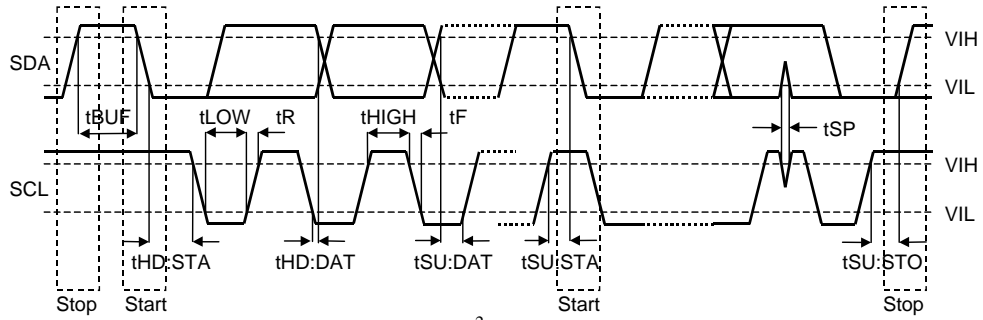 SDA
VIH
VIL
tBUF
tLOW
tR
tHIGH
tF
tSP
SCL
VIH
VIL
tHD:STA
tHD:DAT
tSU:DAT
tSU:STA
tSU:STO
Stop
Start
Start
Stop
2